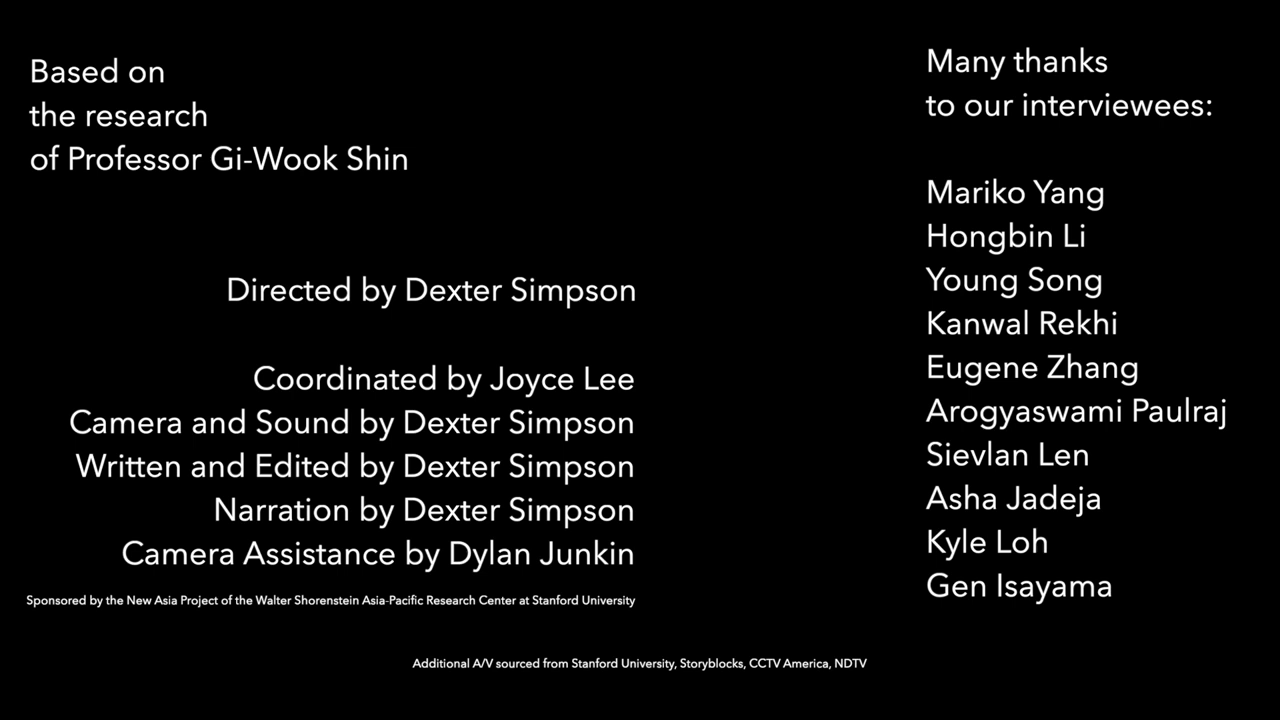 Based on
the research
of Professor Gi-Wook Shin
Directed by Dexter Simpson
Coordinated by Joyce Lee
Camera and Sound by Dexter Simpson
Written and Edited by Dexter Simpson
Narration by Dexter Simpson
Camera Assistance by Dylan Junkin
Sponsored by the New Asia Project of the Walter Shorenstein Asia-Pacific Research Center at Stanford University
Many thanks
to our interviewees:
Mariko Yang
Hongbin Li
Young Song
Kanwal Rekhi
Eugene Zhang
Arogyaswami Paulraj
Sievlan Len
Asha Jadeja
Kyle Loh
Gen Isayama
Additional A/V sourced from Stanford University, Storyblocks, CCTV America, NDTV